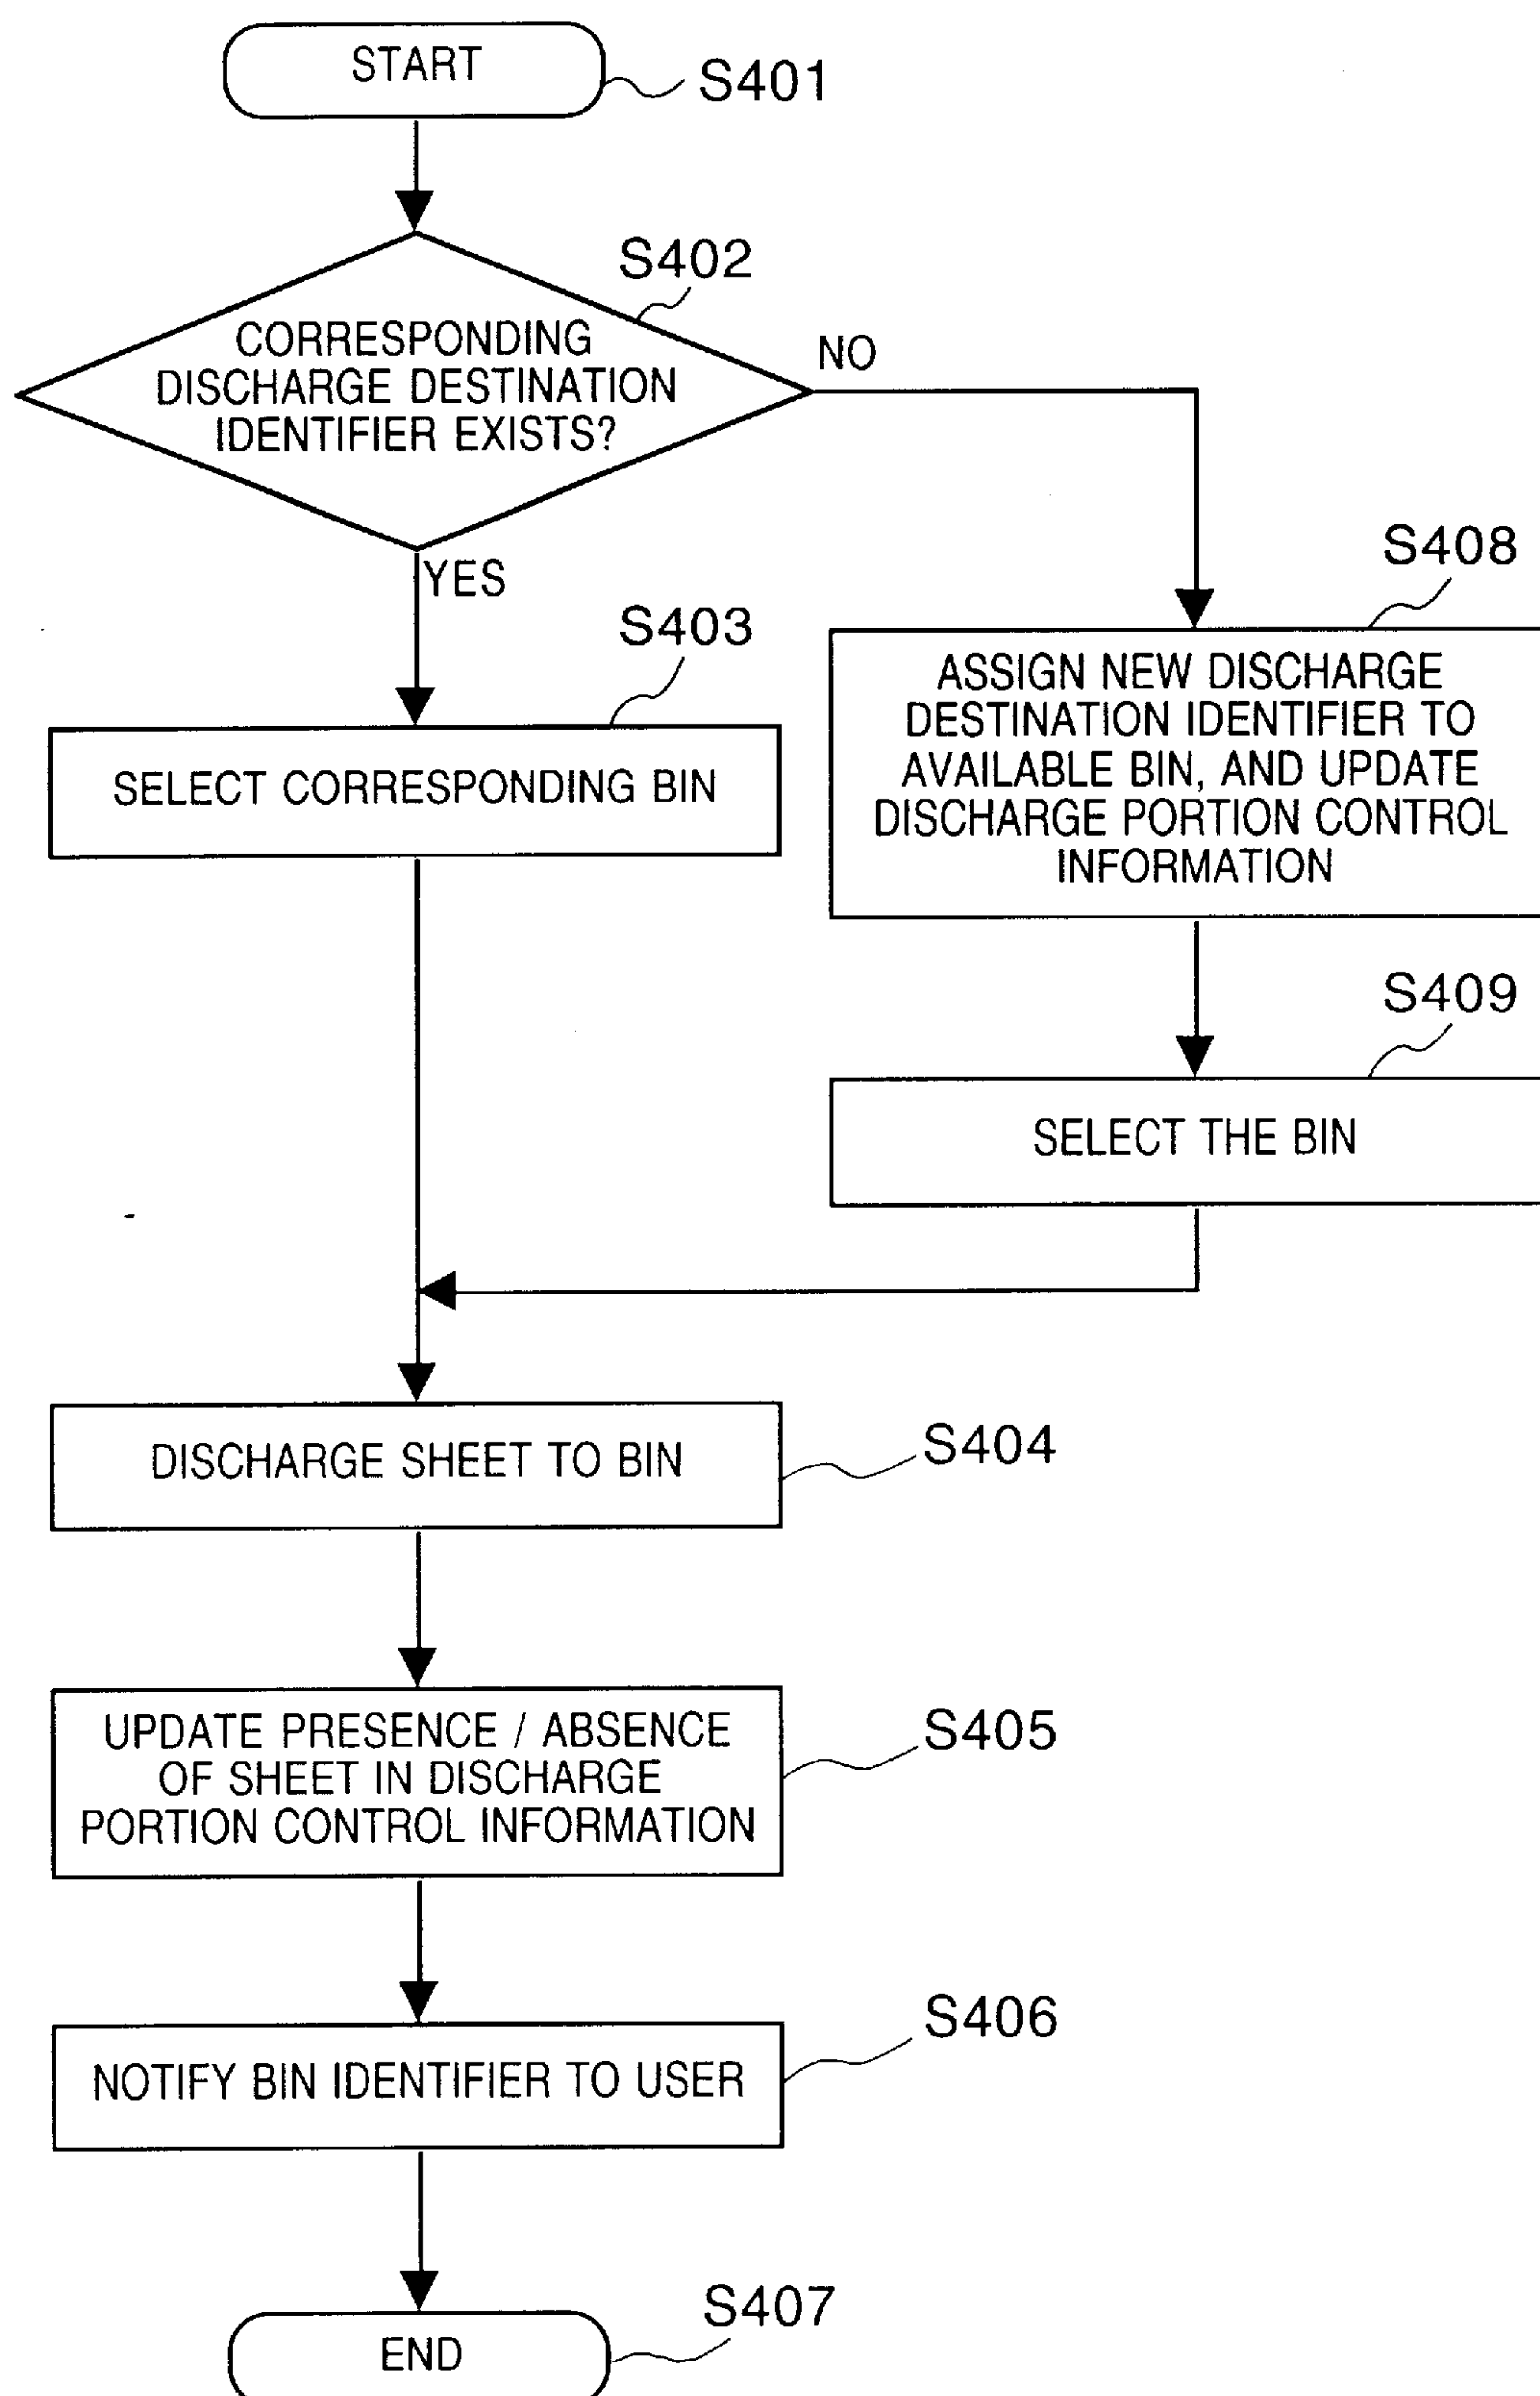 START
S401
S402
CORRESPONDING
DISCHARGE DESTINATION
IDENTIFIER EXISTS?
NO
YES
S403
SELECT CORRESPONDING BIN
S408
ASSIGN NEW DISCHARGE
DESTINATION IDENTIFIER TO
AVAILABLE BIN, AND UPDATE
DISCHARGE PORTION CONTROL
INFORMATION
S409
SELECT THE BIN
DISCHARGE SHEET TO BIN
S404
UPDATE PRESENCE / ABSENCE
OF SHEET IN DISCHARGE
PORTION CONTROL INFORMATION
S405
NOTIFY BIN IDENTIFIER TO USER
S406
END
S407